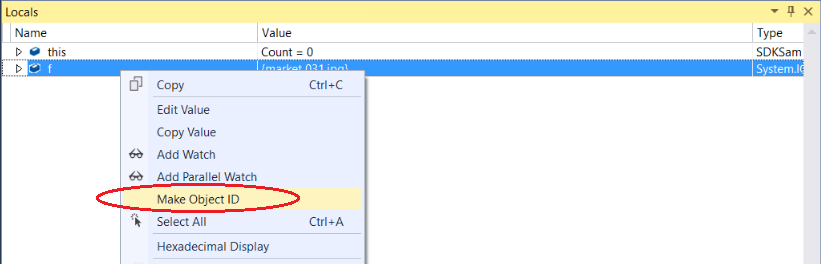 Locals
Name Value Type
this Count = 0 SDKSam
f {market 031.jpg} System.IO
Copy Ctrl+C
Edit Value
Copy Value
Add Watch
Add Parallel Watch
Make Object ID
Select All Ctrl+A
Hexadecimal Display